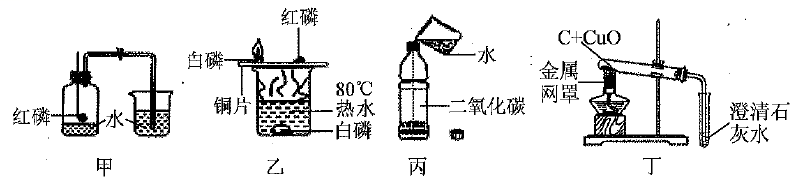 红磷
水
甲
白磷
红磷
铜片
80℃
热水
白磷
乙
水
二氧化碳
丙
C+CuO
金属
网罩
澄清石
灰水
丁